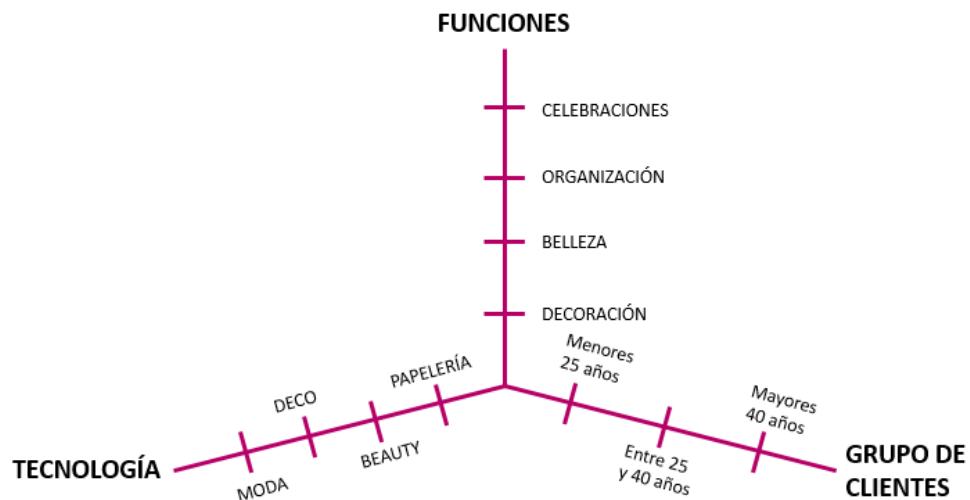 FUNCIONES
CELEBRACIONES
ORGANIZACIÓN
BELLEZA
DECORACIÓN
Menores
25 años
Entre 25
y 40 años
Mayores
40 años
GRUPO DE
CLIENTES
PAPELERÍA
BEAUTY
DECO
MODA
TECNOLOGÍA